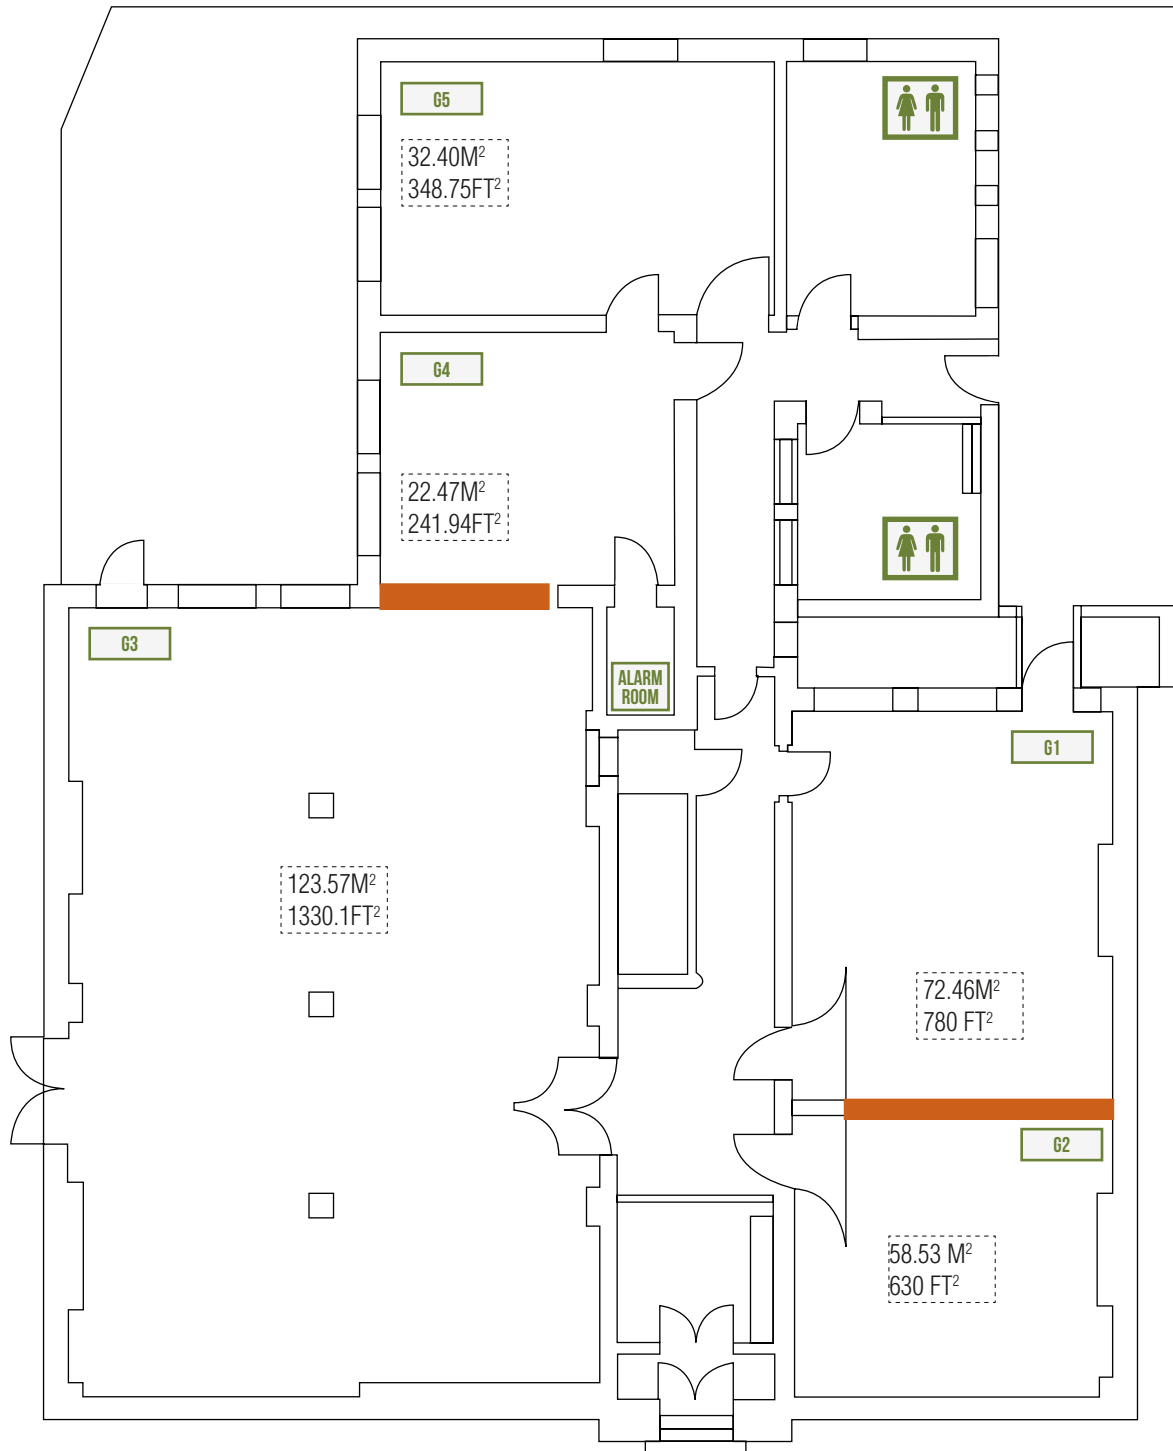 G5
32.40M²
348.75FT²
G4
22.47M²
241.94FT²
G3
ALARM
ROOM
G1
123.57M²
1330.1FT²
72.46M²
780 FT²
G2
58.53 M²
630 FT²